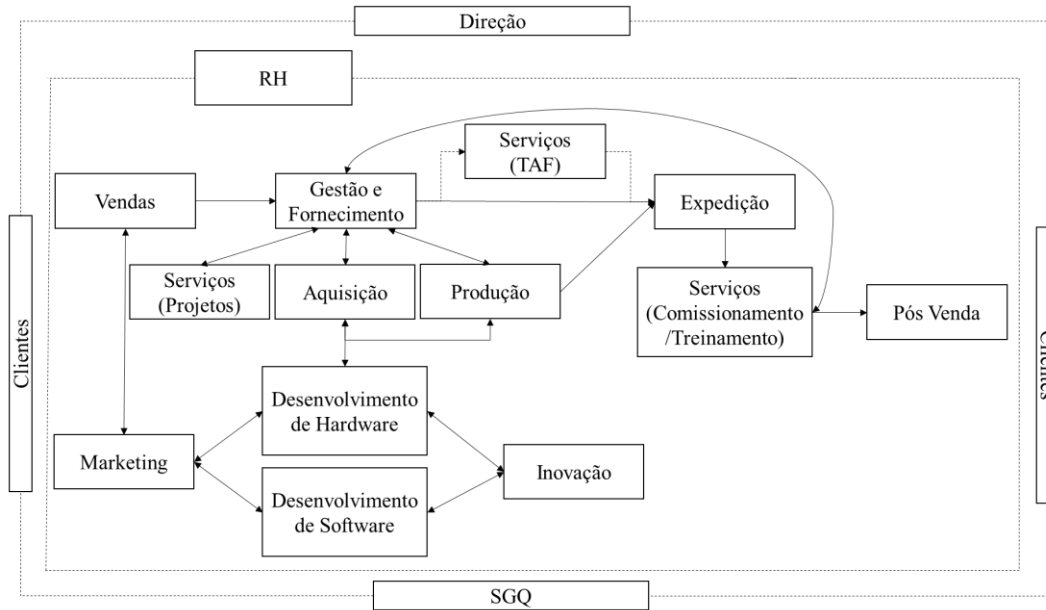 Direção
RH
Serviços
(TAF)
Vendas
Gestão e
Fornecimento
Expedição
Serviços
(Projetos)
Aquisição
Produção
Serviços
(Comissionamento
/Treinamento)
Pós Venda
Clientes
Clientes
Desenvolvimento
de Hardware
Marketing
Inovação
Desenvolvimento
de Software
SGQ